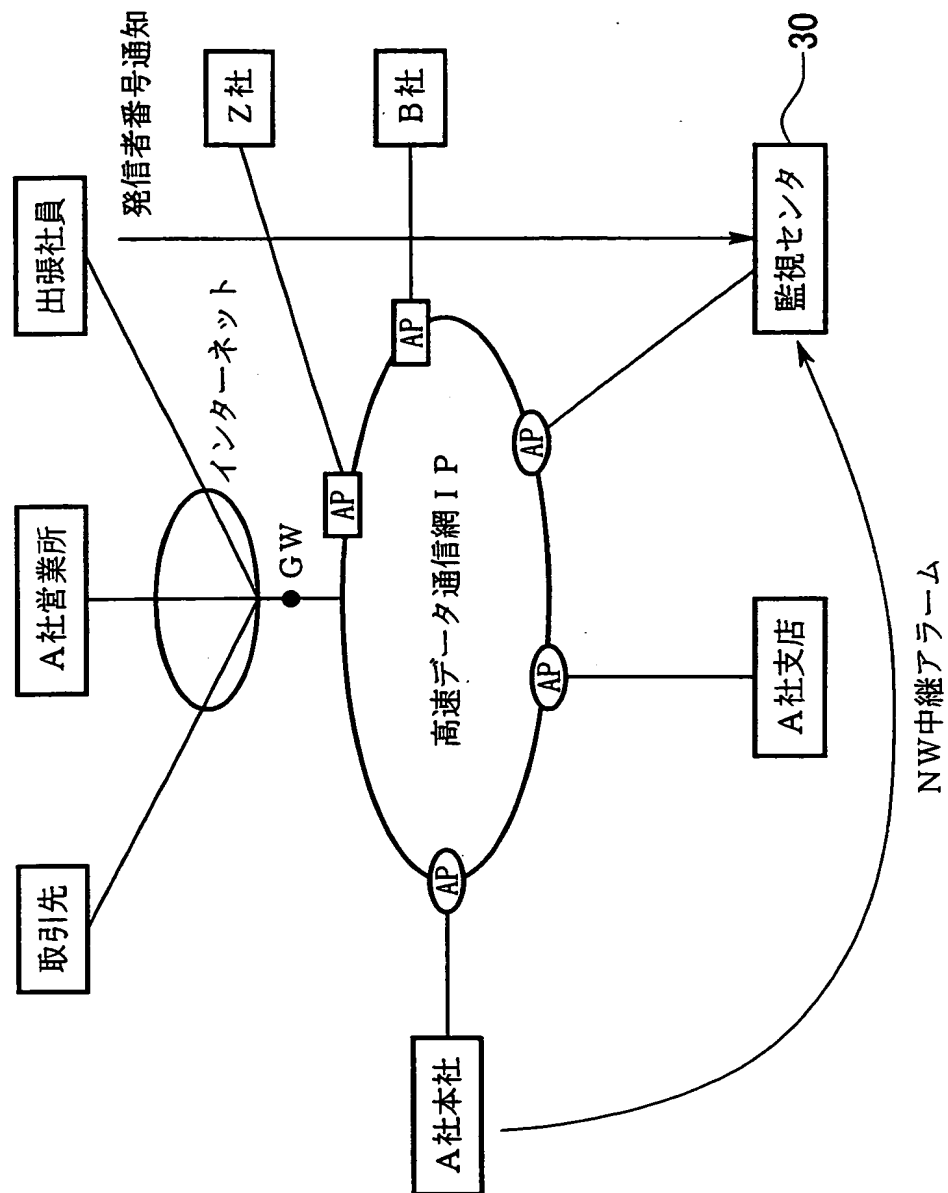 取引先
A社営業所
出張社員
発信者番号通知
インターネット
Z社
GW
AP
AP
B社
高速データ通信網IP
AP
AP
AP
A社本社
A社支店
監視センタ
30
NW中継アラーム